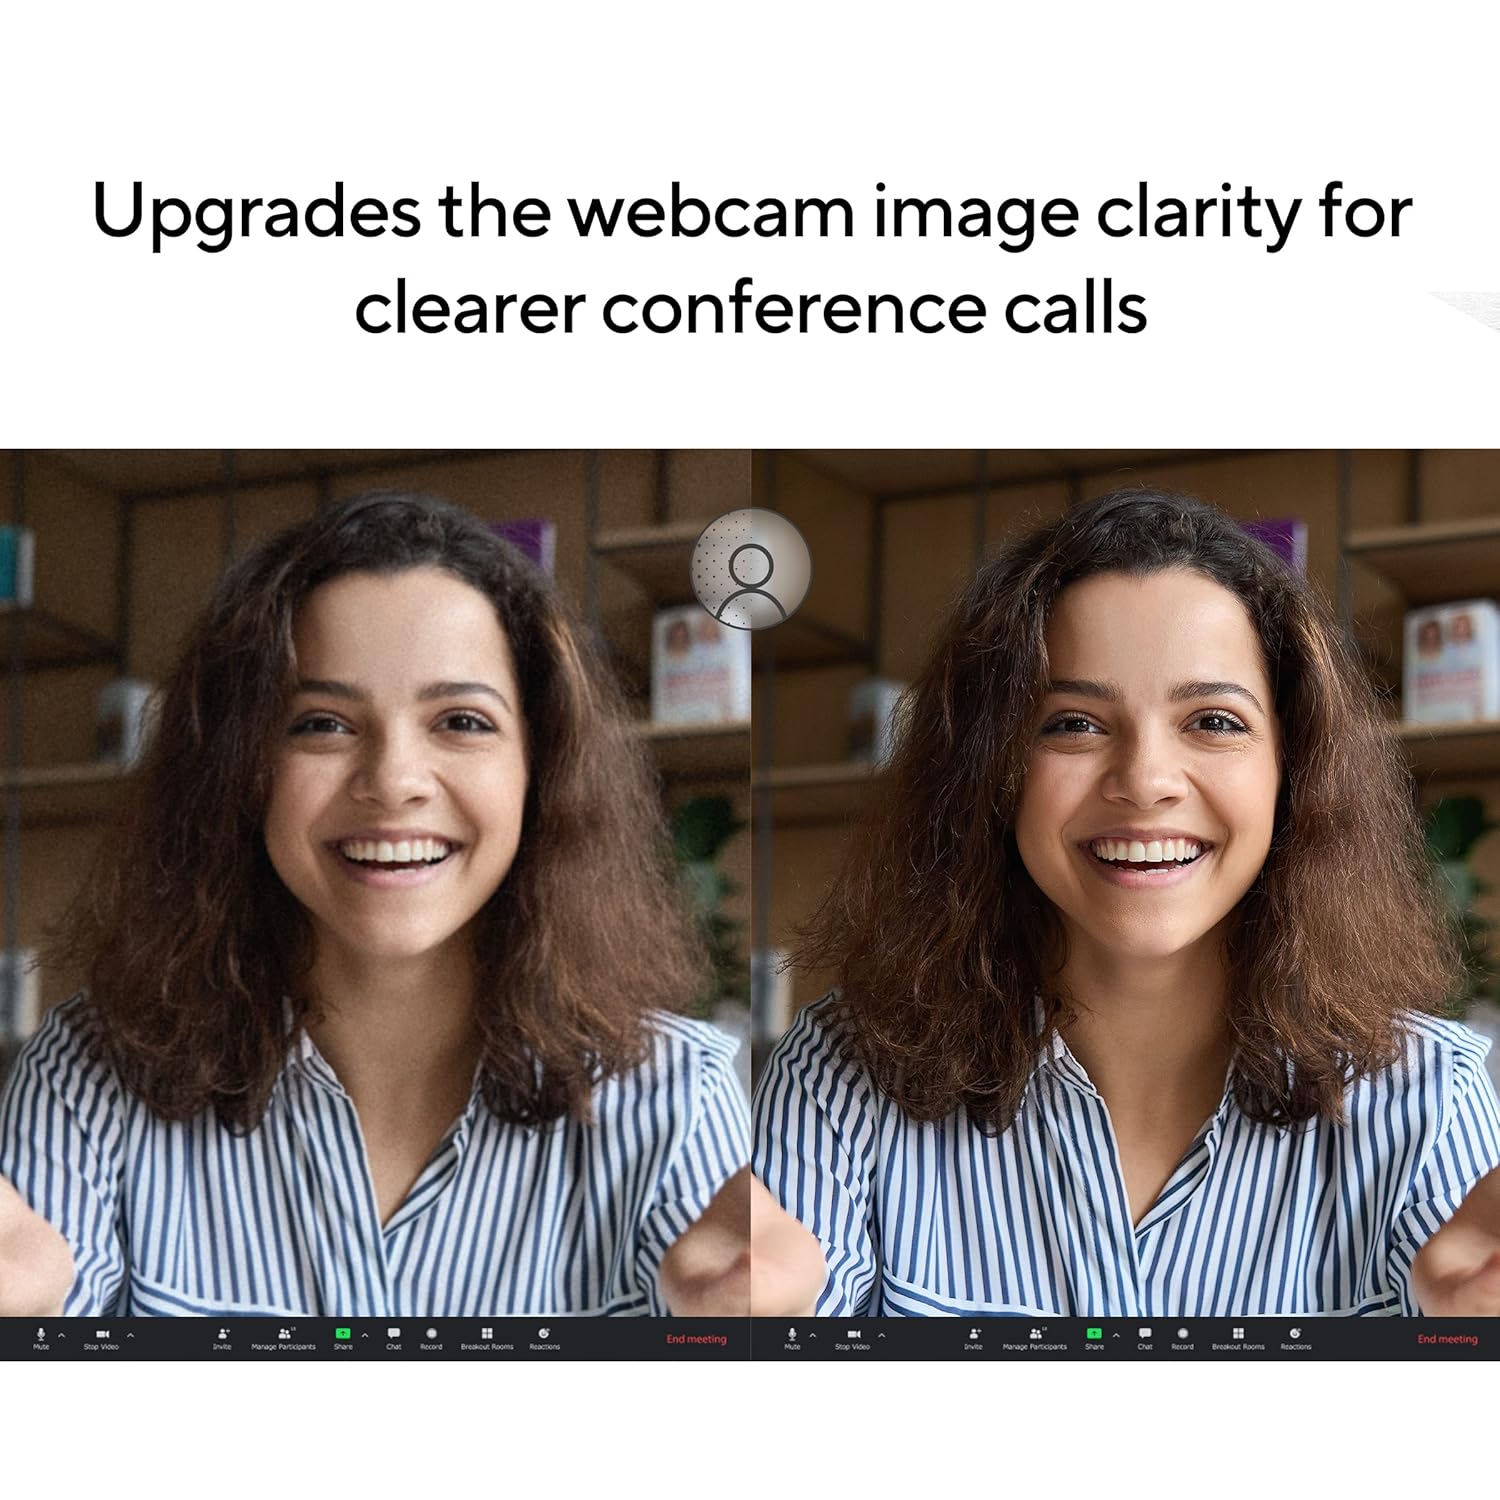 Upgrades the webcam image clarity for
clearer conference calls
Mute
Stop Video
Invite
Manage Participants
Share
Chat
Record
Breakout Rooms
Reactions
End meeting
Mute
Stop Video
Invite
Manage Participants
Share
Chat
Record
Breakout Rooms
Reactions
End meeting